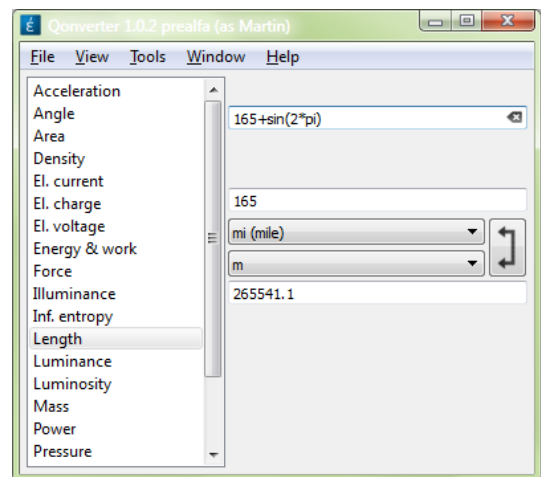 Qonverter 1.0.2 prealfa (as Martin)
File View Tools Window Help
Acceleration
Angle
Area
Density
El. current
El. charge
El. voltage
Energy & work
Force
Illuminance
Inf. entropy
Length
Luminance
Luminosity
Mass
Power
Pressure
165+sin(2*pi)
165
mi (mile)
m
265541.1